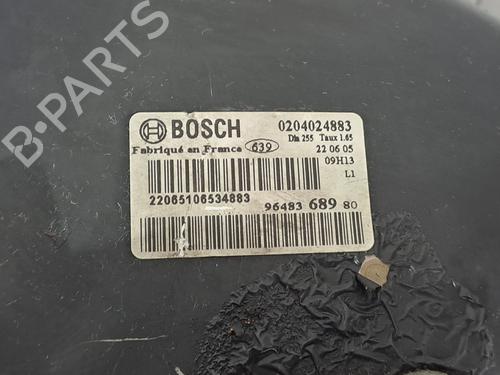 BOSCH 0204024883
Dia 255 Taux 1.65
Fabriqué en France 639 22 06 05
09H13
L1
22065106534883
96483 689 80
B-PARTS